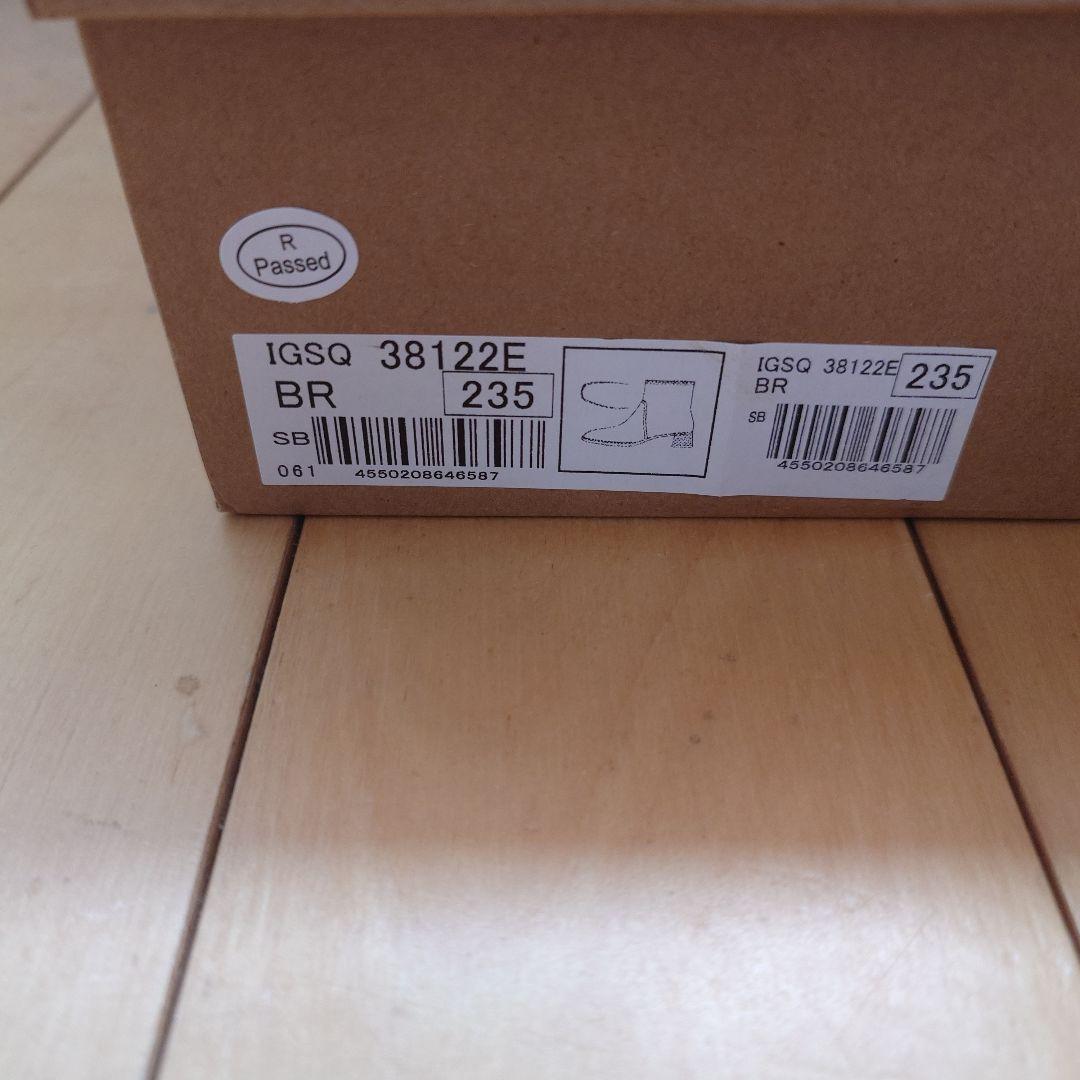 R
Passed
IGSQ 38122E
BR 235
SB
061 4550208646587
IGSQ 38122E 235
BR
SB
4550208646587